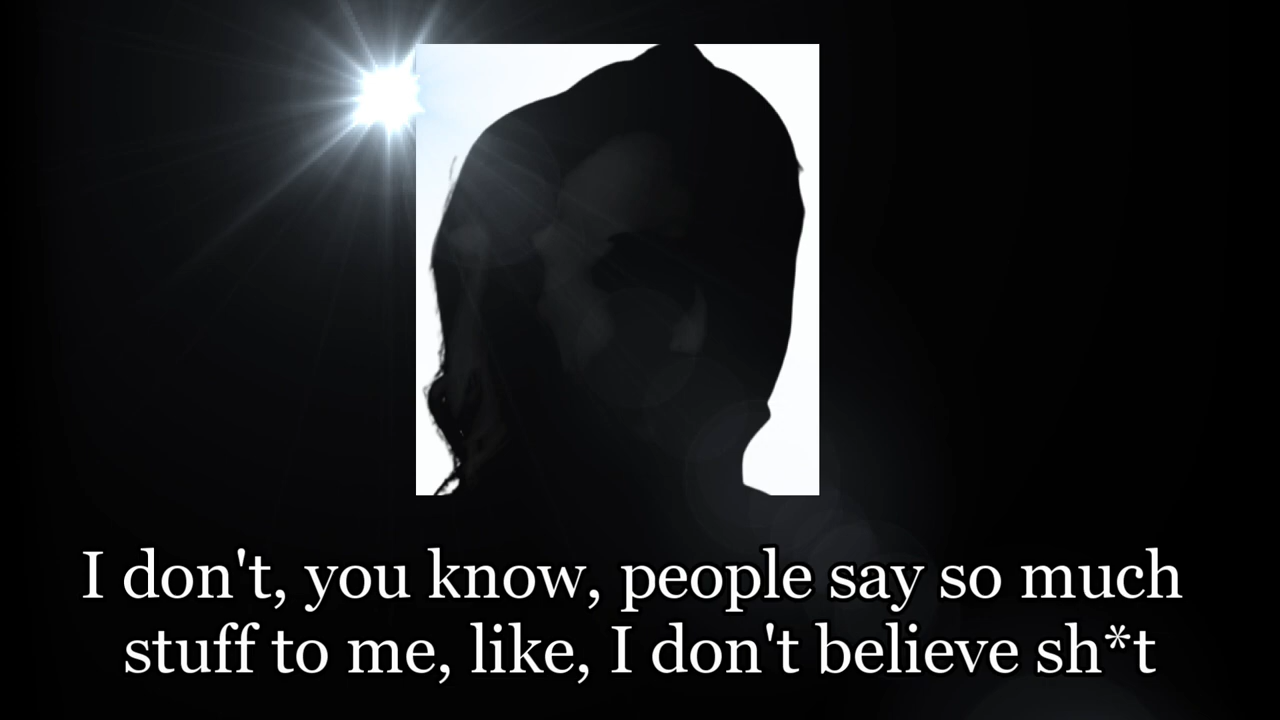 I don't, you know, people say so much
stuff to me, like, I don't believe sh*t